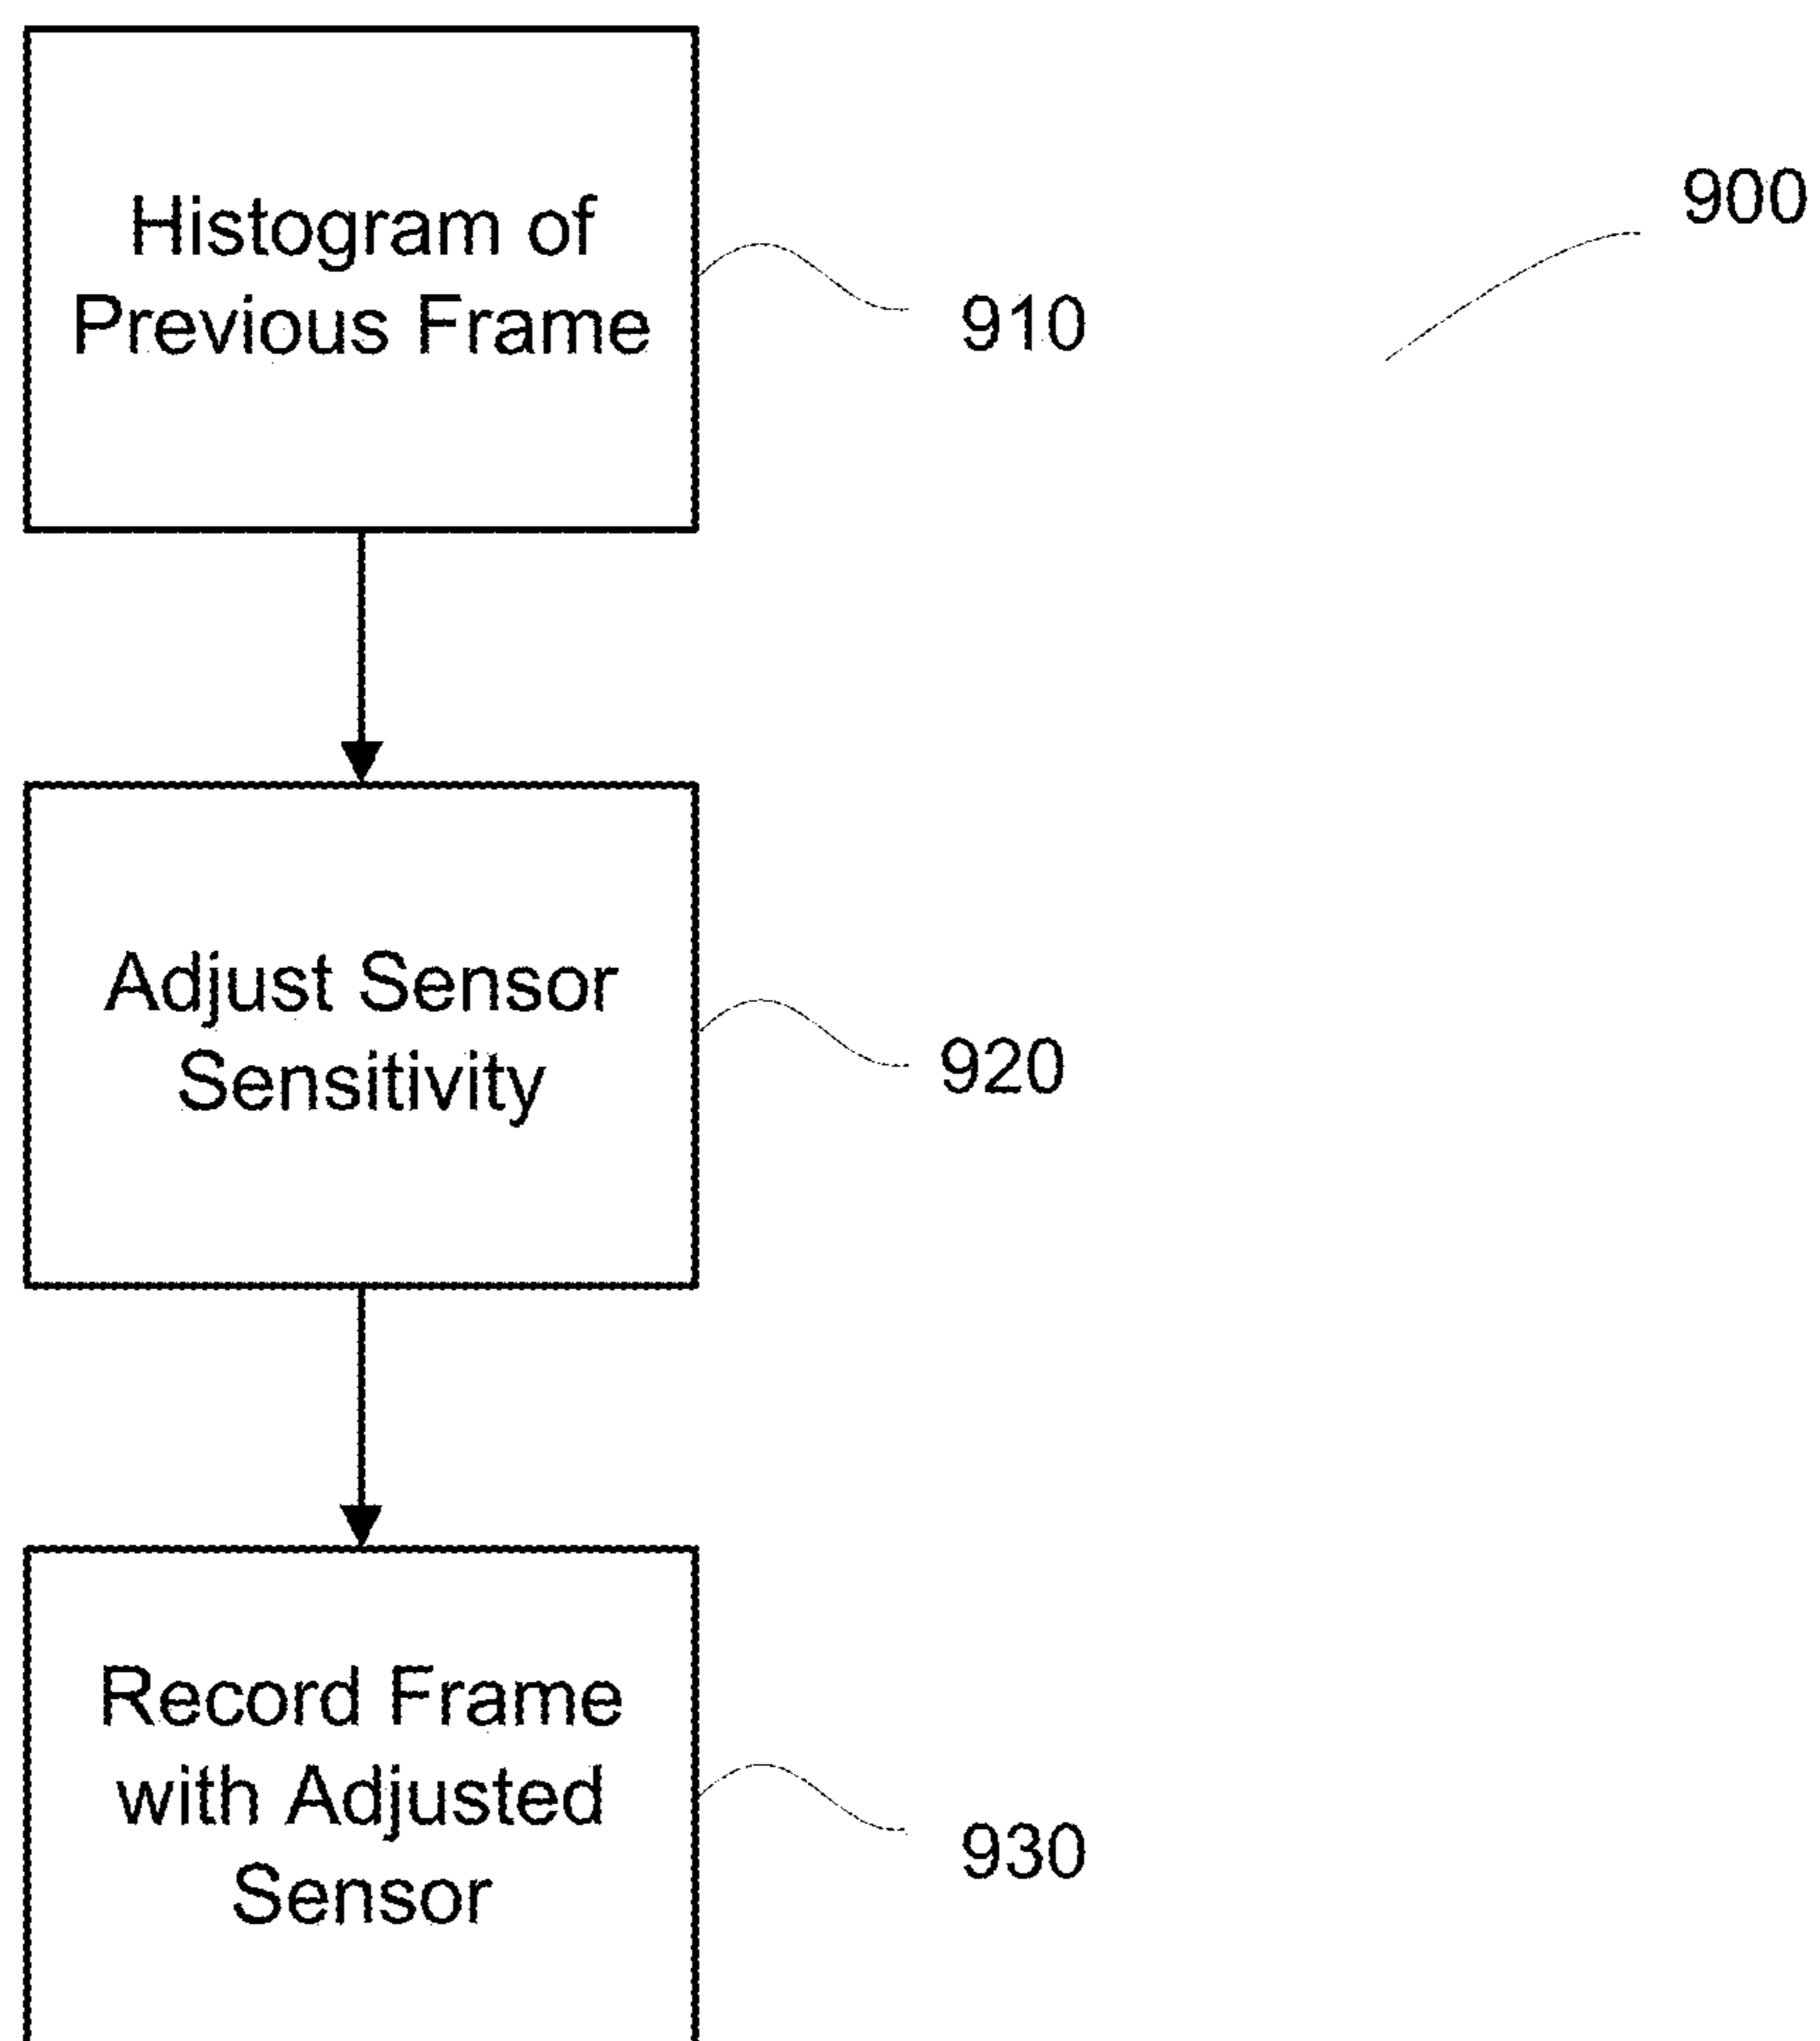 Histogram of
Previous Frame
910
900
Adjust Sensor
Sensitivity
920
Record Frame
with Adjusted
Sensor
930